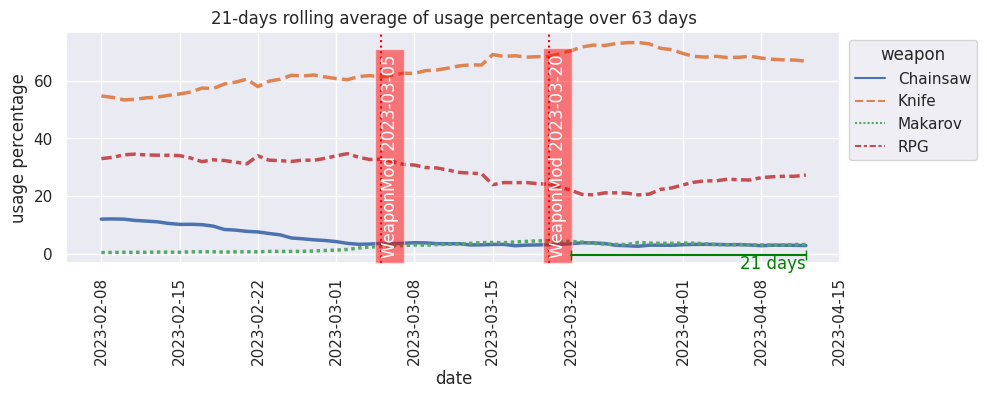 21-days rolling average of usage percentage over 63 days
usage percentage
60
40
20
0
WeaponMod 2023-03-05
WeaponMod 2023-03-20
21 days
2023-02-08
2023-02-15
2023-02-22
2023-03-01
2023-03-08
2023-03-15
2023-03-22
2023-04-01
2023-04-08
2023-04-15
date
weapon
Chainsaw
Knife
Makarov
RPG